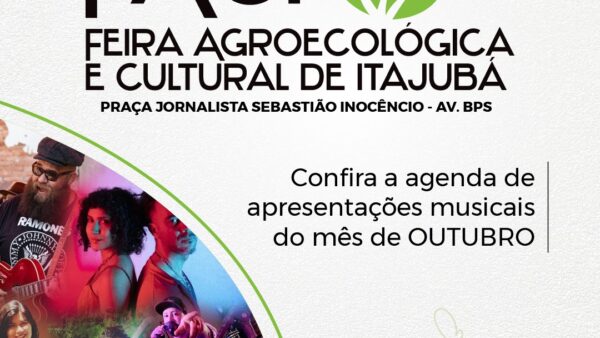 FEIRA AGROECOLÓGICA
E CULTURAL DE ITAJUBÁ
PRAÇA JORNALISTA SEBASTIÃO INOCÊNCIO - AV. BPS
Confira a agenda de
apresentações musicais
do mês de OUTUBRO
RAMONE